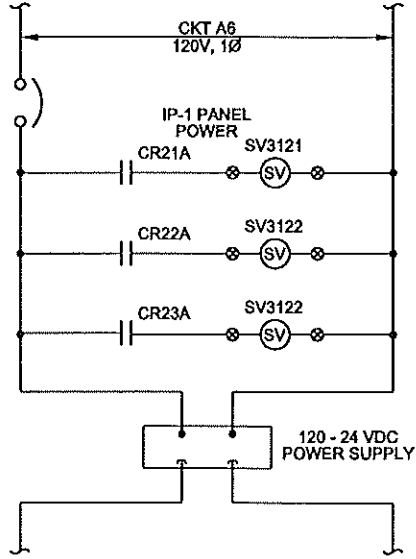 CKT A6
120V, 1Ø
IP-1 PANEL
POWER
CR21A
SV3121
SV
CR22A
SV3122
SV
CR23A
SV3122
SV
120 - 24 VDC
POWER SUPPLY